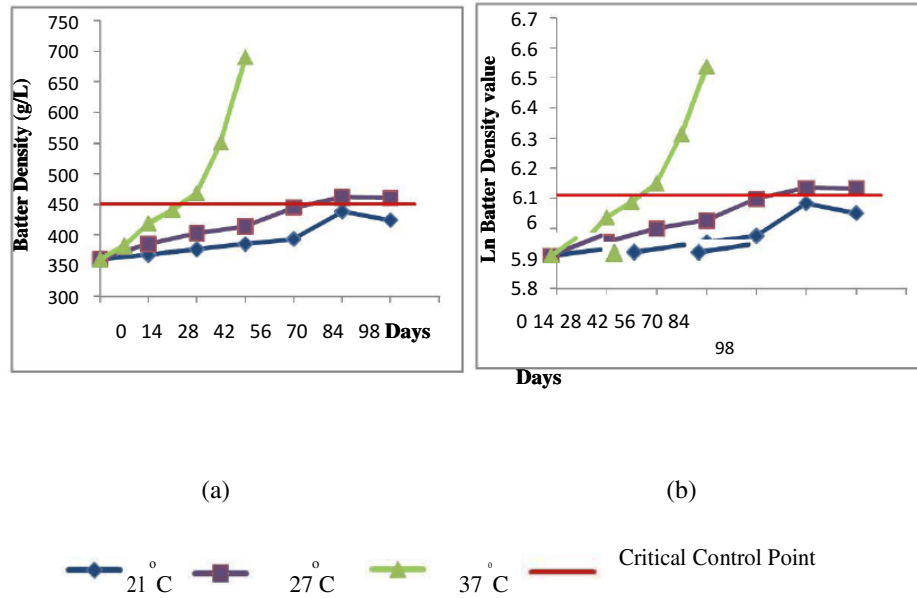 750
700
650
600
550
500
450
400
350
300
Batter Density (g/L)
0 14 28 42 56 70 84 98 Days
6.7
6.6
6.5
6.4
6.3
6.2
6.1
6
5.9
5.8
Ln Batter Density value
0 14 28 42 56 70 84
98
Days
(a)
(b)
21°C
27°C
37°C
Critical Control Point